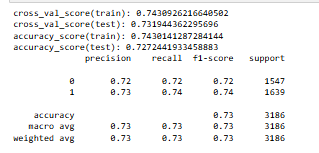 cross_val_score(train): 0.7430926216640502
cross_val_score(test): 0.731944362295696
accuracy_score(train): 0.7430141287284144
accuracy_score(test): 0.7272441933458883
precision recall f1-score support
0 0.72 0.72 0.72 1547
1 0.73 0.74 0.74 1639
accuracy 0.73 3186
macro avg 0.73 0.73 0.73 3186
weighted avg 0.73 0.73 0.73 3186